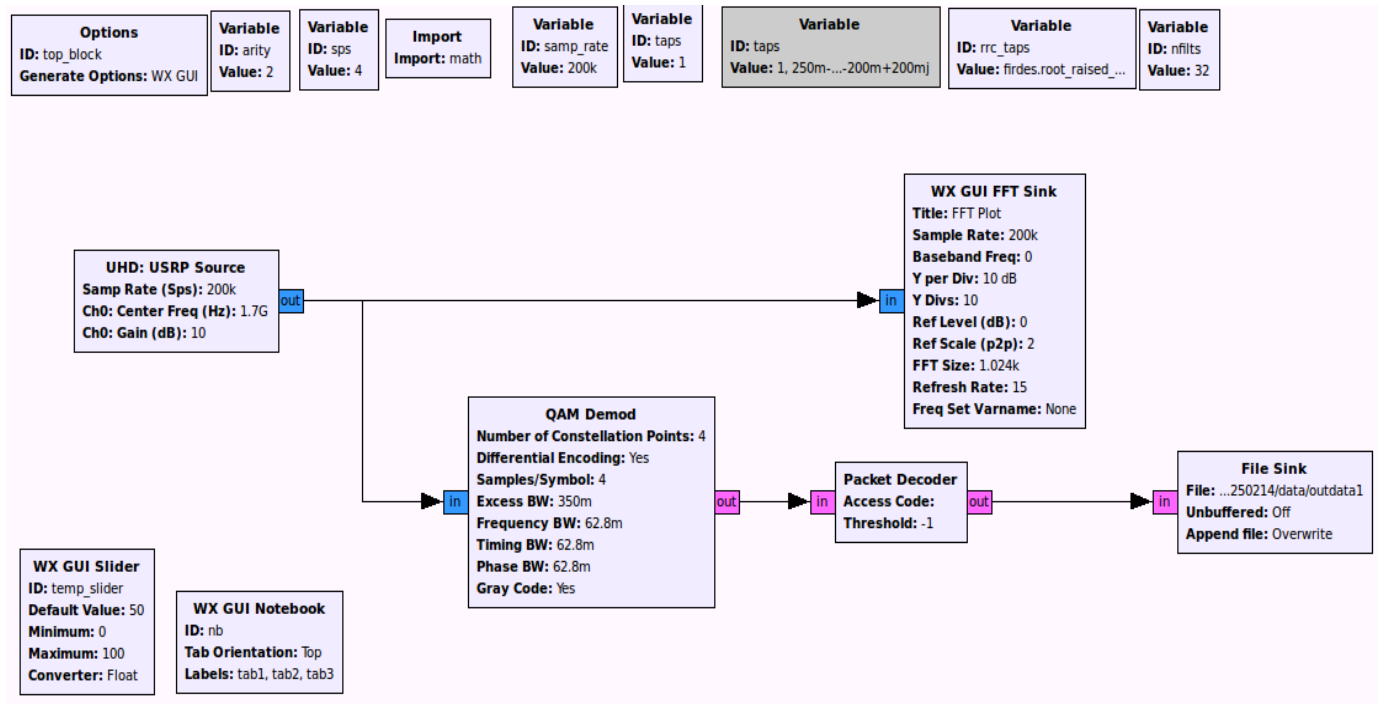 Options
ID: top_block
Generate Options: WX GUI
Variable
ID: arity
Value: 2
Variable
ID: sps
Value: 4
Import
Import: math
Variable
ID: samp_rate
Value: 200k
Variable
ID: taps
Value: 1
Variable
ID: taps
Value: 1, 250m-...-200m+200mj
Variable
ID: rrc_taps
Value: firdes.root_raised_...
Variable
ID: nfilts
Value: 32
UHD: USRP Source
Samp Rate (Sps): 200k
Ch0: Center Freq (Hz): 1.7G
Ch0: Gain (dB): 10
out
in
WX GUI FFT Sink
Title: FFT Plot
Sample Rate: 200k
Baseband Freq: 0
Y per Div: 10 dB
Y Divs: 10
Ref Level (dB): 0
Ref Scale (p2p): 2
FFT Size: 1.024k
Refresh Rate: 15
Freq Set Varname: None
in
QAM Demod
Number of Constellation Points: 4
Differential Encoding: Yes
Samples/Symbol: 4
Excess BW: 350m
Frequency BW: 62.8m
Timing BW: 62.8m
Phase BW: 62.8m
Gray Code: Yes
out
in
Packet Decoder
Access Code:
Threshold: -1
out
in
File Sink
File: ...250214/data/outdata1
Unbuffered: Off
Append file: Overwrite
WX GUI Slider
ID: temp_slider
Default Value: 50
Minimum: 0
Maximum: 100
Converter: Float
WX GUI Notebook
ID: nb
Tab Orientation: Top
Labels: tab1, tab2, tab3